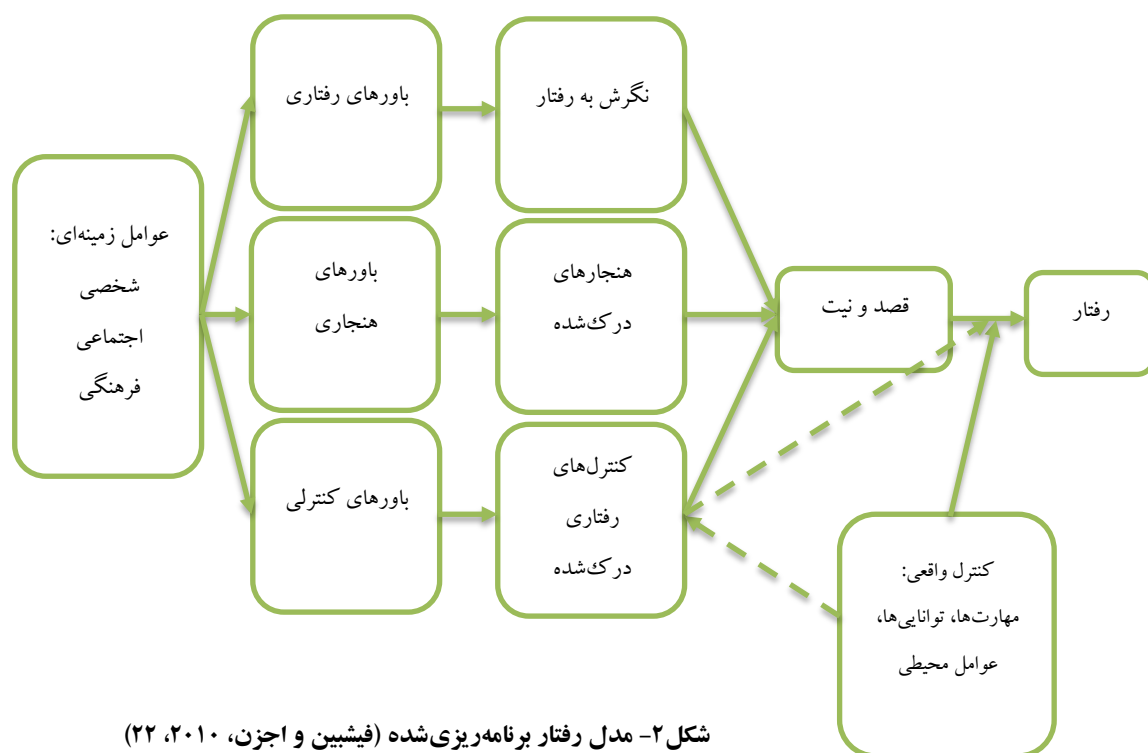 باورهای رفتاری
نگرش به رفتار
عوامل زمینه‌ای:
شخصی
اجتماعی
فرهنگی
باورهای
هنجاری
هنجارهای
درک‌شده
قصد و نیت
رفتار
باورهای کنترلی
کنترل‌های
رفتاری
درک‌شده
کنترل واقعی:
مهارت‌ها، توانایی‌ها،
عوامل محیطی
شکل۲- مدل رفتار برنامه‌ریزی‌شده (فیشبین و اجزن، ۲۰۱۰، ۲۲)